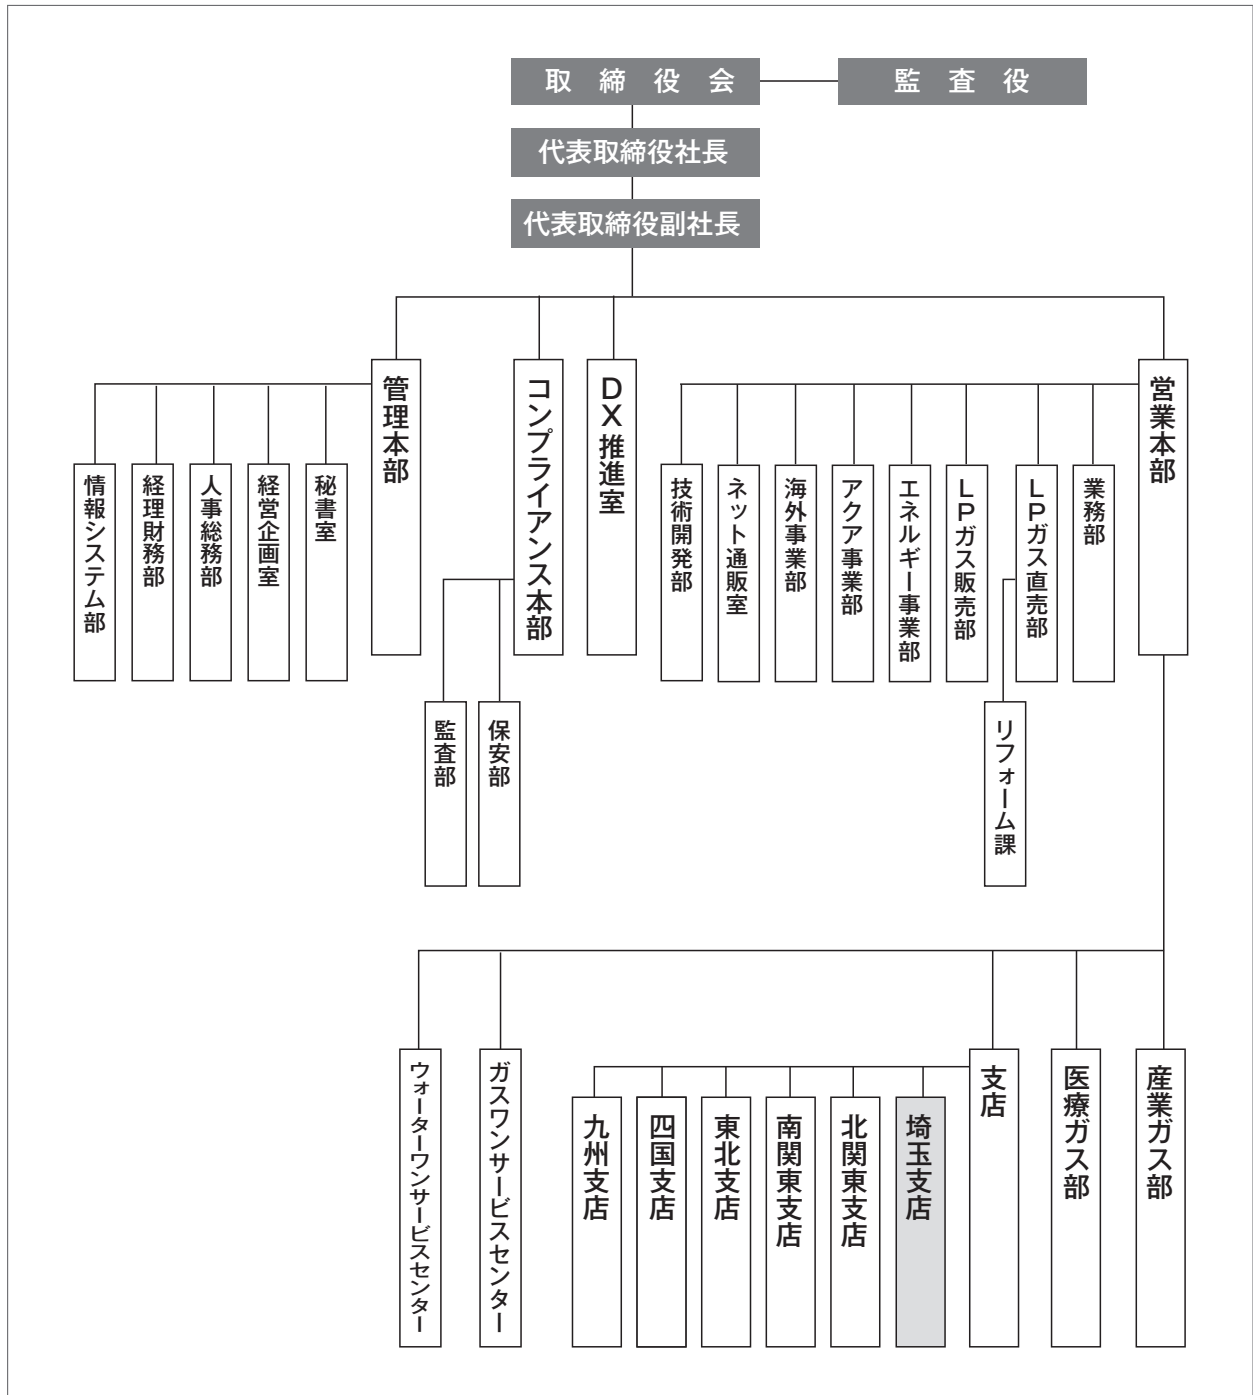 取締役会
監査役
代表取締役社長
代表取締役副社長
管理本部
コンプライアンス本部
DX推進室
営業本部
情報システム部
経理財務部
人事総務部
経営企画室
秘書室
技術開発部
ネット通販室
海外事業部
アクア事業部
エネルギー事業部
LPガス販売部
LPガス直売部
業務部
監査部
保安部
リフォーム課
ウォーターワンサービスセンター
ガスワンサービスセンター
支店
医療ガス部
産業ガス部
九州支店
四国支店
東北支店
南関東支店
北関東支店
埼玉支店